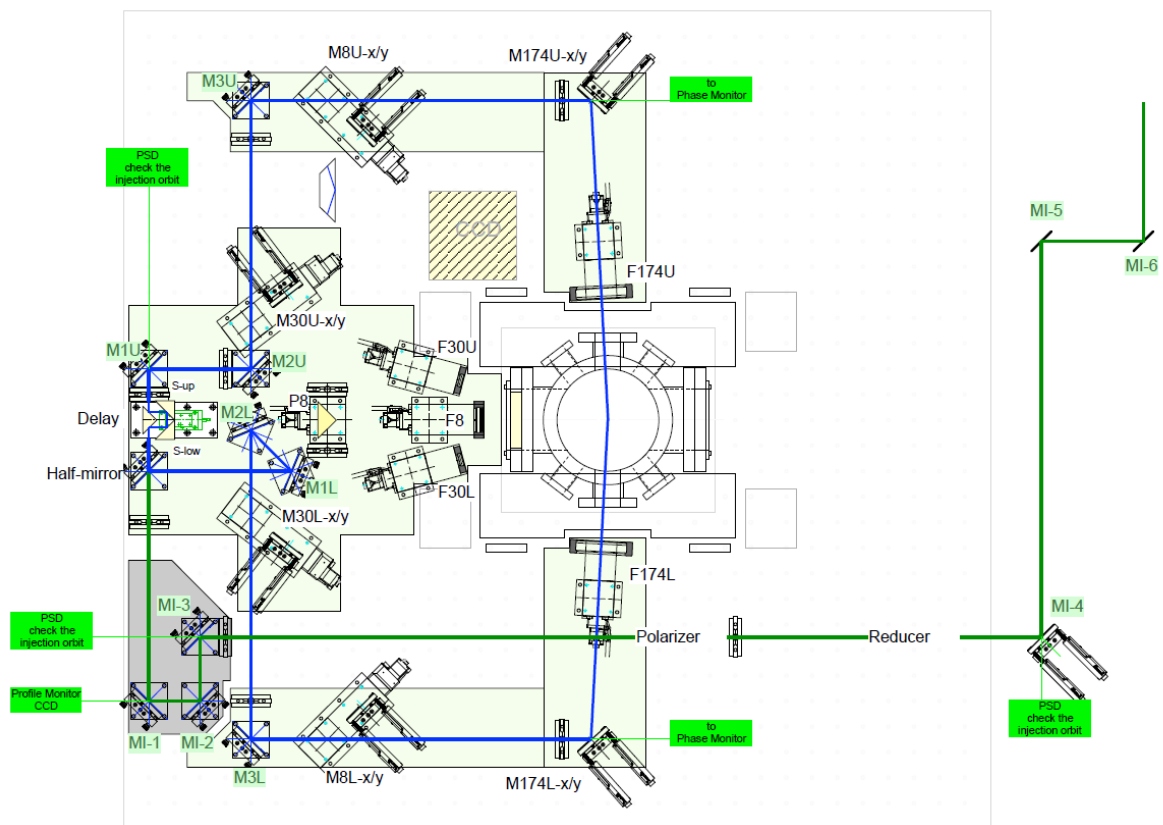 M8U-x/y
M174U-x/y
M3U
to
Phase Monitor
PSD
check the
injection orbit
CCD
MI-5
MI-6
F174U
M30U-x/y
M1U
M2U
F30U
S-up
P8
Delay
M2L
F8
S-low
Half-mirror
M1L
F30L
M30L-x/y
F174L
MI-3
PSD
check the
injection orbit
Polarizer
Reducer
MI-4
Profile Monitor
CCD
PSD
check the
injection orbit
MI-1
MI-2
to
Phase Monitor
M3L
M8L-x/y
M174L-x/y